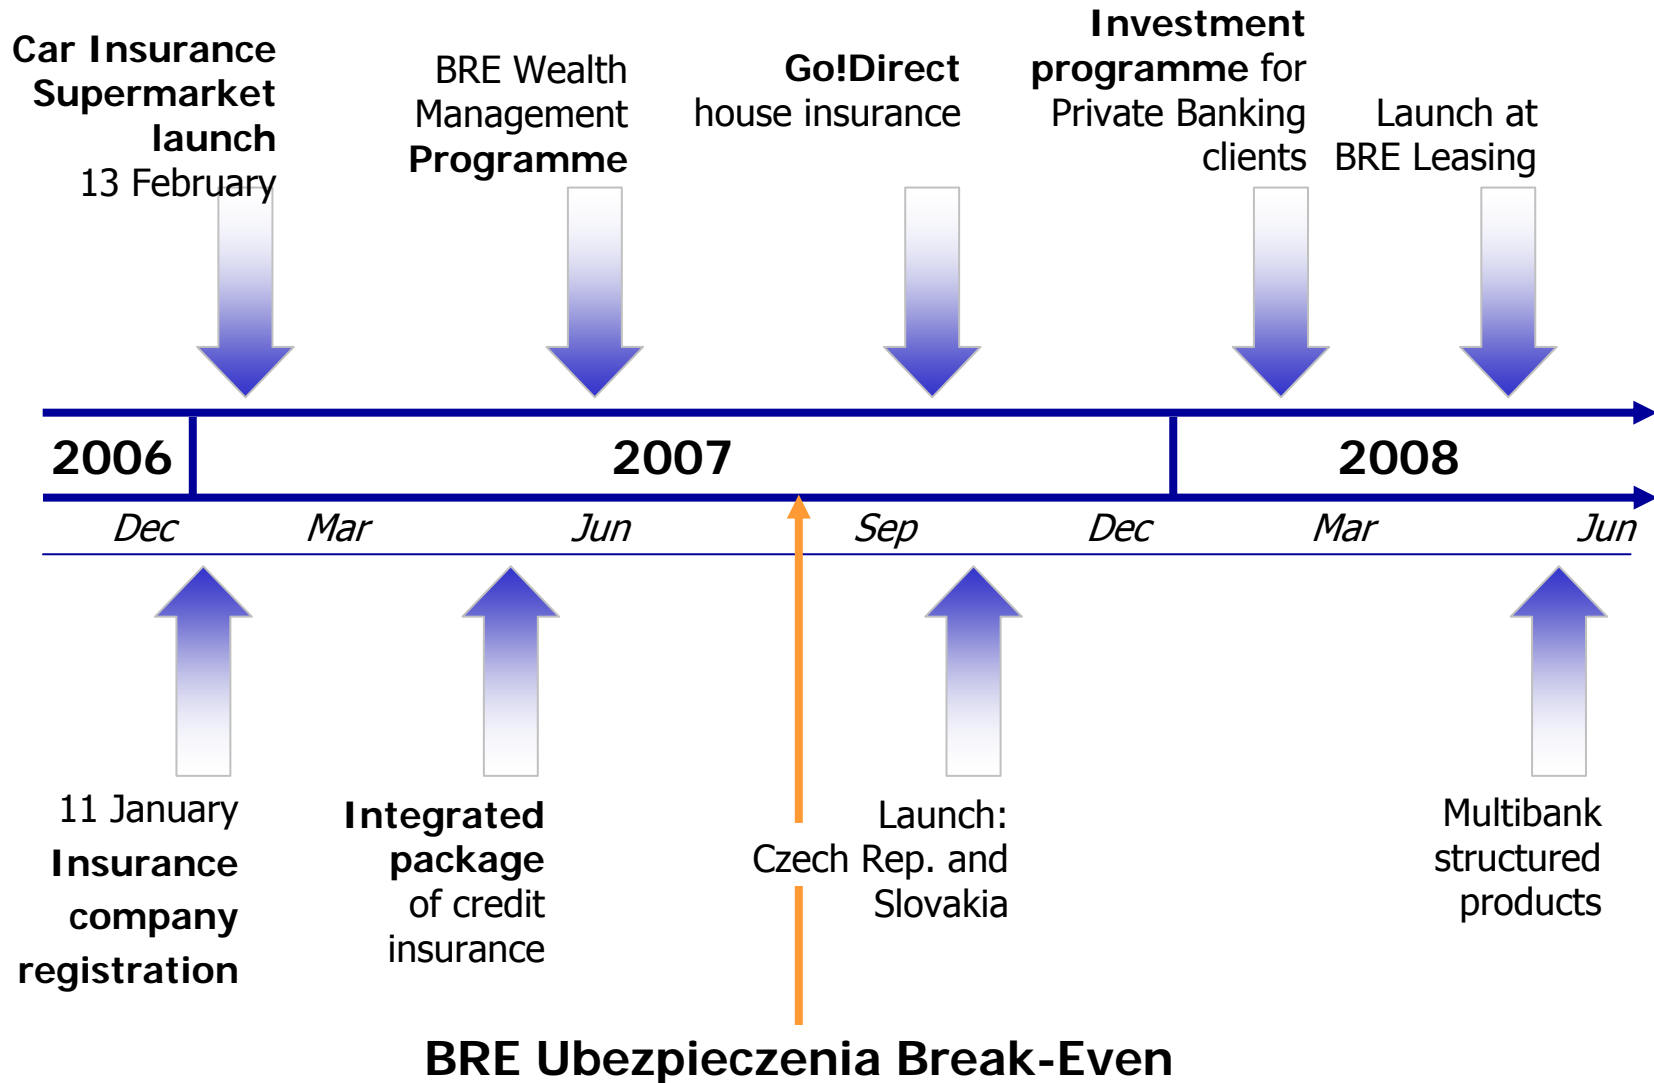 Car Insurance
Supermarket
launch
13 February
BRE Wealth
Management
Programme
Go!Direct
house insurance
Investment
programme for
Private Banking
clients
Launch at
BRE Leasing
2006
2007
2008
Dec
Mar
Jun
Sep
Dec
Mar
Jun
11 January
Insurance
company
registration
Integrated
package
of credit
insurance
Launch:
Czech Rep. and
Slovakia
Multibank
structured
products
BRE Ubezpieczenia Break-Even